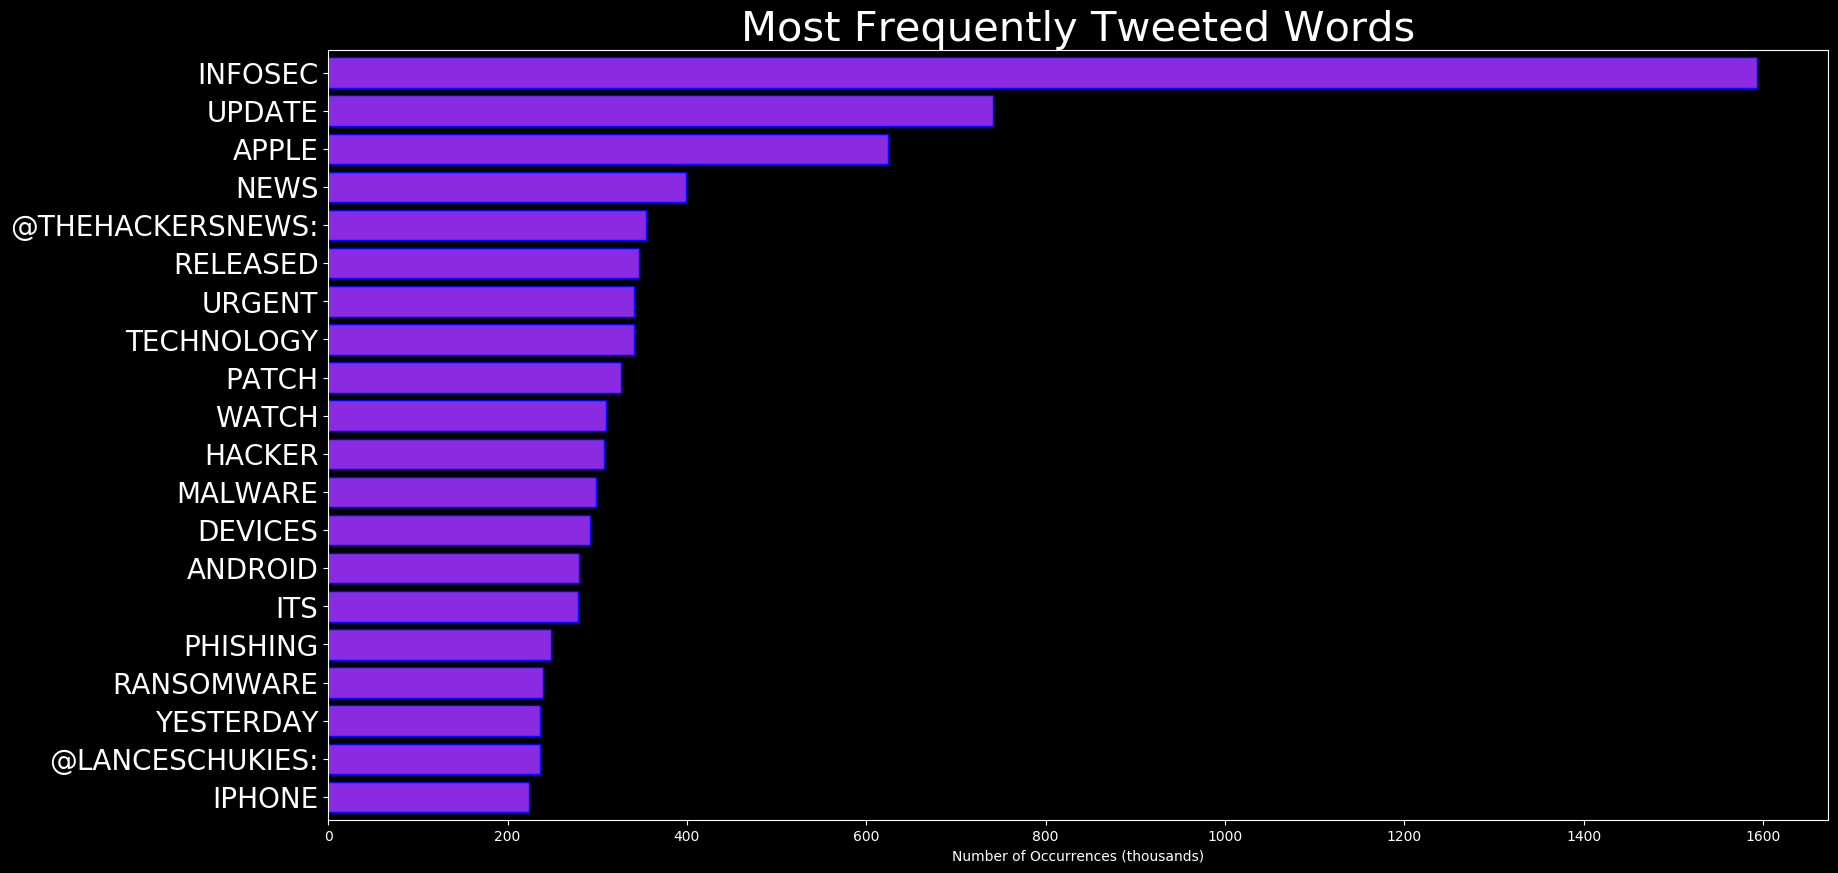 Most Frequently Tweeted Words
INFOSEC
UPDATE
APPLE
NEWS
@THEHACKERSNEWS:
RELEASED
URGENT
TECHNOLOGY
PATCH
WATCH
HACKER
MALWARE
DEVICES
ANDROID
ITS
PHISHING
RANSOMWARE
YESTERDAY
@LANCESCHUKIES:
IPHONE
0 200 400 600 800 1000 1200 1400 1600
Number of Occurrences (thousands)